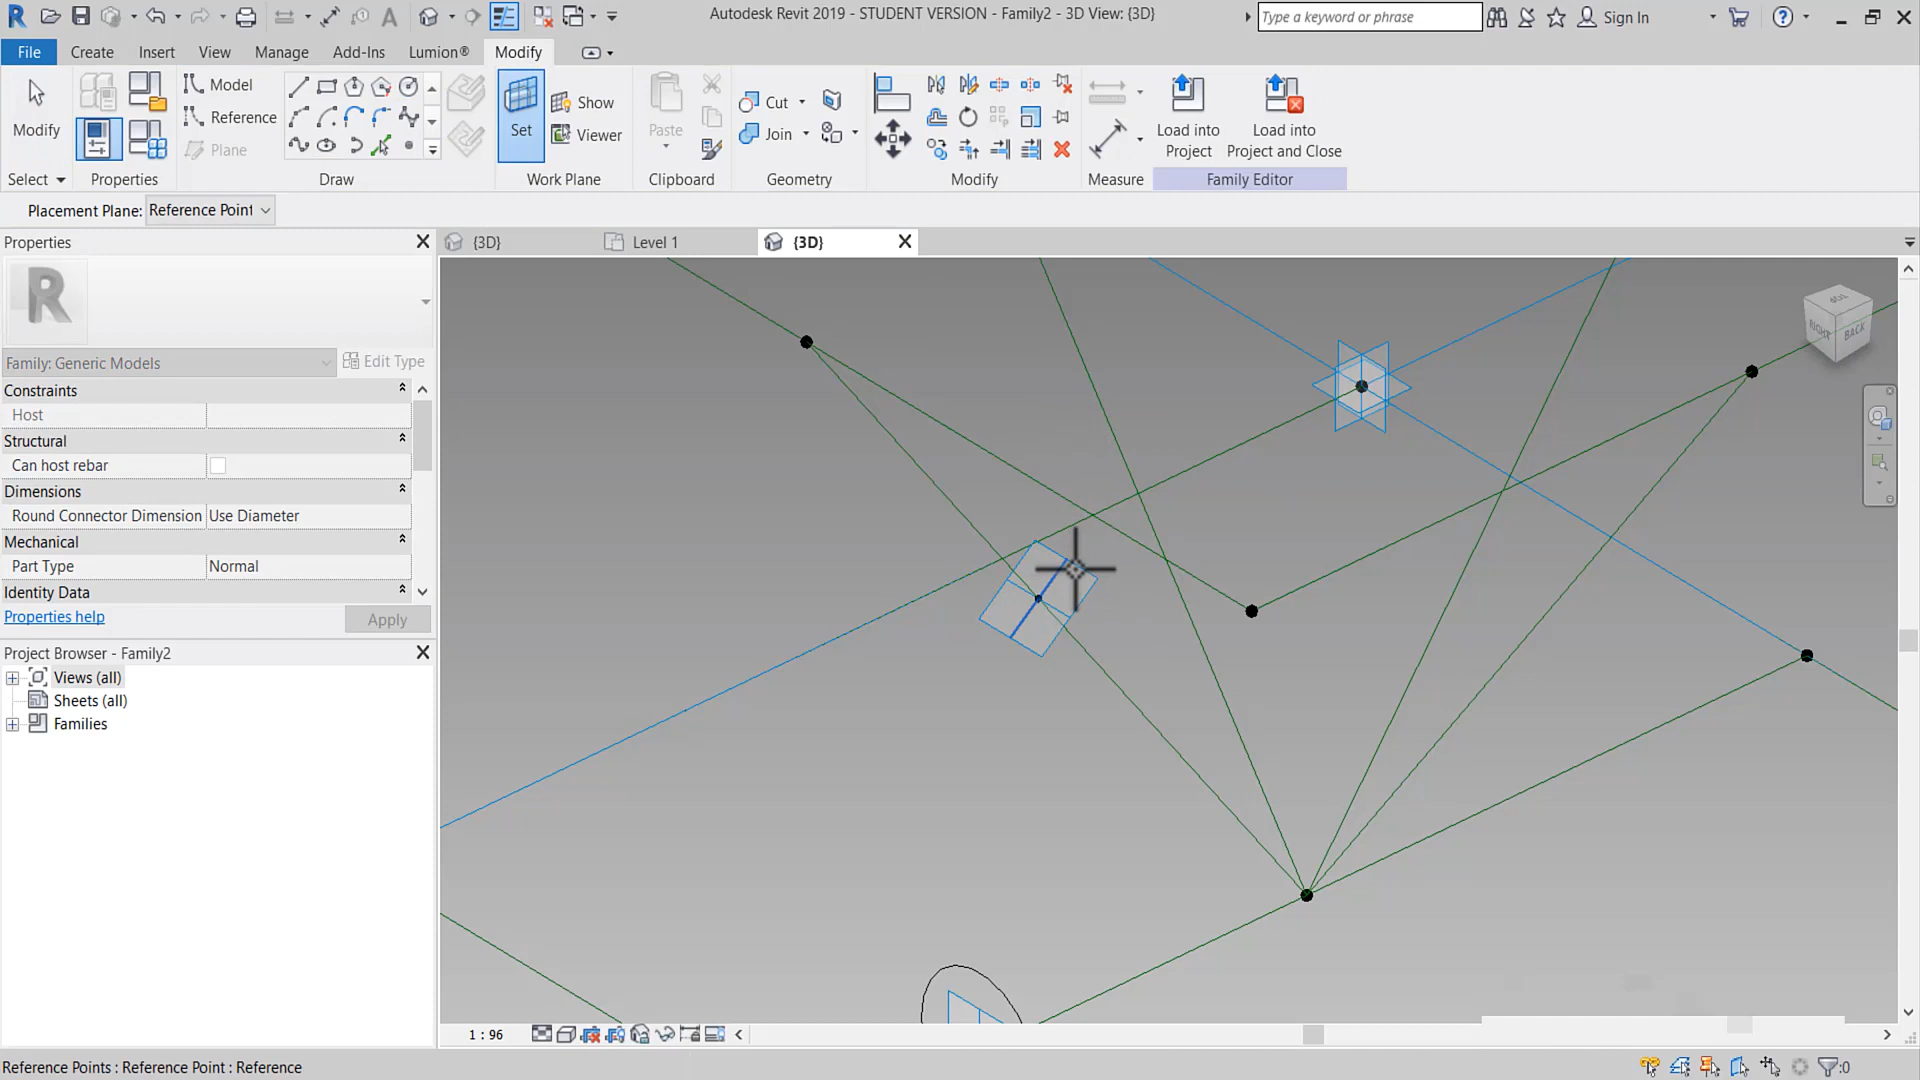 Autodesk Revit 2019 - STUDENT VERSION - Family2 - 3D View: {3D}
Type a keyword or phrase
Sign In
File
Create
Insert
View
Manage
Add-Ins
Lumion®
Modify
Modify
Model
Reference
Plane
Set
Show
Viewer
Paste
Cut
Join
Load into
Project
Load into
Project and Close
Select
Properties
Draw
Work Plane
Clipboard
Geometry
Modify
Measure
Family Editor
Placement Plane:
Reference Point
Properties
{3D}
Level 1
{3D}
R
Family: Generic Models
Edit Type
Constraints
Host
Structural
Can host rebar
Dimensions
Round Connector Dimension
Use Diameter
Mechanical
Part Type
Normal
Identity Data
Properties help
Apply
Project Browser - Family2
Views (all)
Sheets (all)
Families
TOP
RIGHT
BACK
1 : 96
Reference Points : Reference Point : Reference
:0